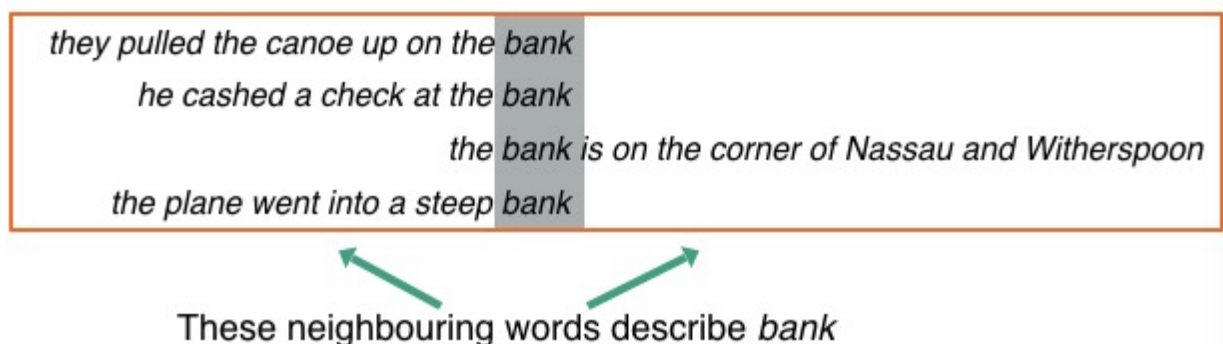 they pulled the canoe up on the bank
he cashed a check at the bank
the bank is on the corner of Nassau and Witherspoon
the plane went into a steep bank
These neighbouring words describe bank